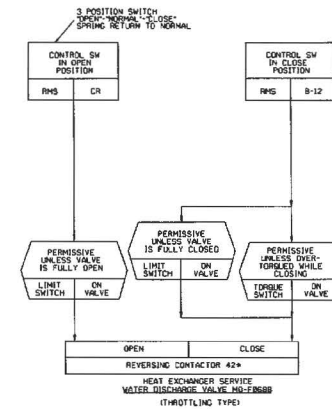 3 POSITION SWITCH
"OPEN"-"NORMAL"-"CLOSE"
SPRING RETURN TO NORMAL
CONTROL SW
IN OPEN
POSITION
RMS CR
CONTROL SW
IN CLOSE
POSITION
RMS B-12
PERMISSIVE
UNLESS VALVE
IS FULLY OPEN
LIMIT
SWITCH
ON
VALVE
PERMISSIVE
UNLESS VALVE
IS FULLY CLOSED
LIMIT
SWITCH
ON
VALVE
PERMISSIVE
UNLESS OVER-
TORQUED WHILE
CLOSING
TORQUE
SWITCH
ON
VALVE
OPEN CLOSE
REVERSING CONTACTOR 42*
HEAT EXCHANGER SERVICE
WATER DISCHARGE VALVE MO-F068B
(THROTTLING TYPE)